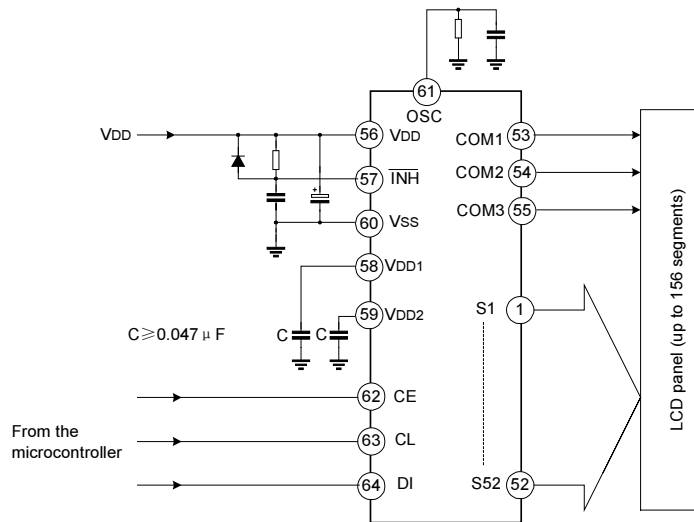 61
OSC
VDD
56
VDD
COM1
53
57
INH
COM2
54
COM3
55
60
VSS
58
VDD1
+
59
VDD2
S1
1
C
C
C≥0.047 μ F
62
CE
From the
microcontroller
63
CL
64
DI
S52
52
LCD panel (up to 156 segments)